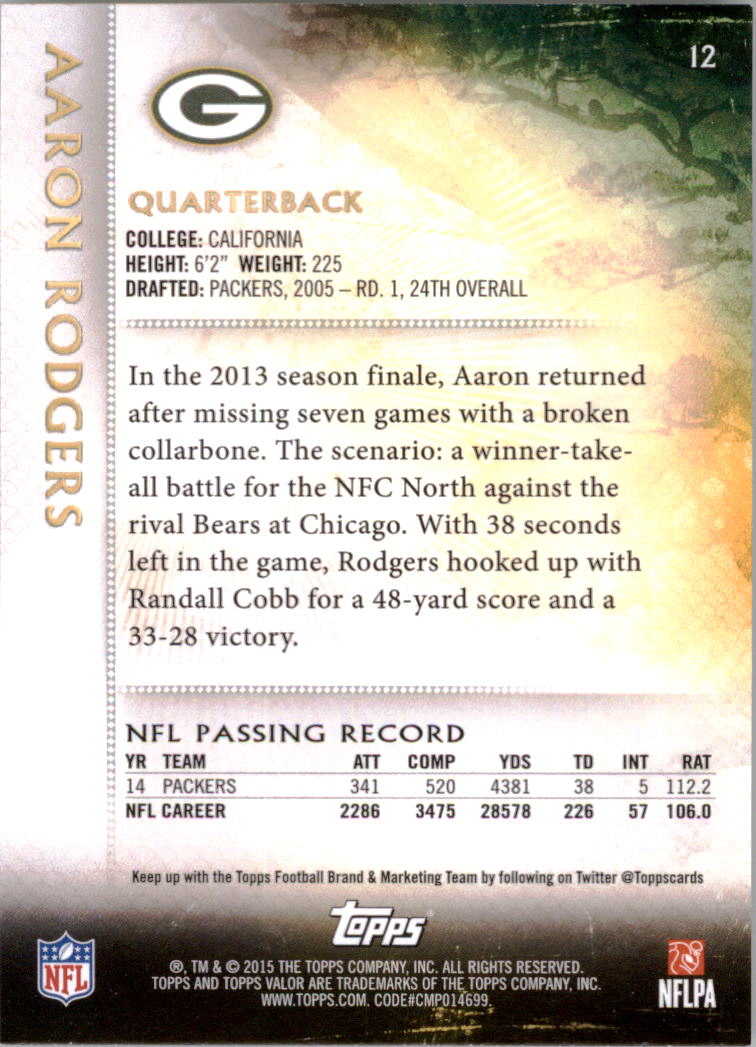 12
G
AARON RODGERS
QUARTERBACK
COLLEGE: CALIFORNIA
HEIGHT: 6'2" WEIGHT: 225
DRAFTED: PACKERS, 2005 – RD. 1, 24TH OVERALL
In the 2013 season finale, Aaron returned
after missing seven games with a broken
collarbone. The scenario: a winner-take-
all battle for the NFC North against the
rival Bears at Chicago. With 38 seconds
left in the game, Rodgers hooked up with
Randall Cobb for a 48-yard score and a
33-28 victory.
NFL PASSING RECORD
YR TEAM ATT COMP YDS TD INT RAT
14 PACKERS 341 520 4381 38 5 112.2
NFL CAREER 2286 3475 28578 226 57 106.0
Keep up with the Topps Football Brand & Marketing Team by following on Twitter @Toppscards
topps
NFL
®, TM & © 2015 THE TOPPS COMPANY, INC. ALL RIGHTS RESERVED.
TOPPS AND TOPPS VALOR ARE TRADEMARKS OF THE TOPPS COMPANY, INC.
WWW.TOPPS.COM. CODE#CMP014699.
NFLPA